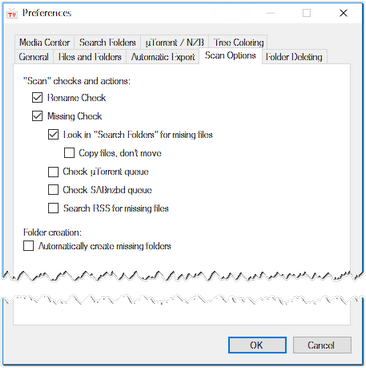 Preferences
Media Center Search Folders µTorrent / NZB Tree Coloring
General Files and Folders Automatic Export Scan Options Folder Deleting
"Scan" checks and actions:
Rename Check
Missing Check
Look in "Search Folders" for missing files
Copy files, don't move
Check µTorrent queue
Check SABnzbd queue
Search RSS for missing files
Folder creation:
Automatically create missing folders
OK Cancel